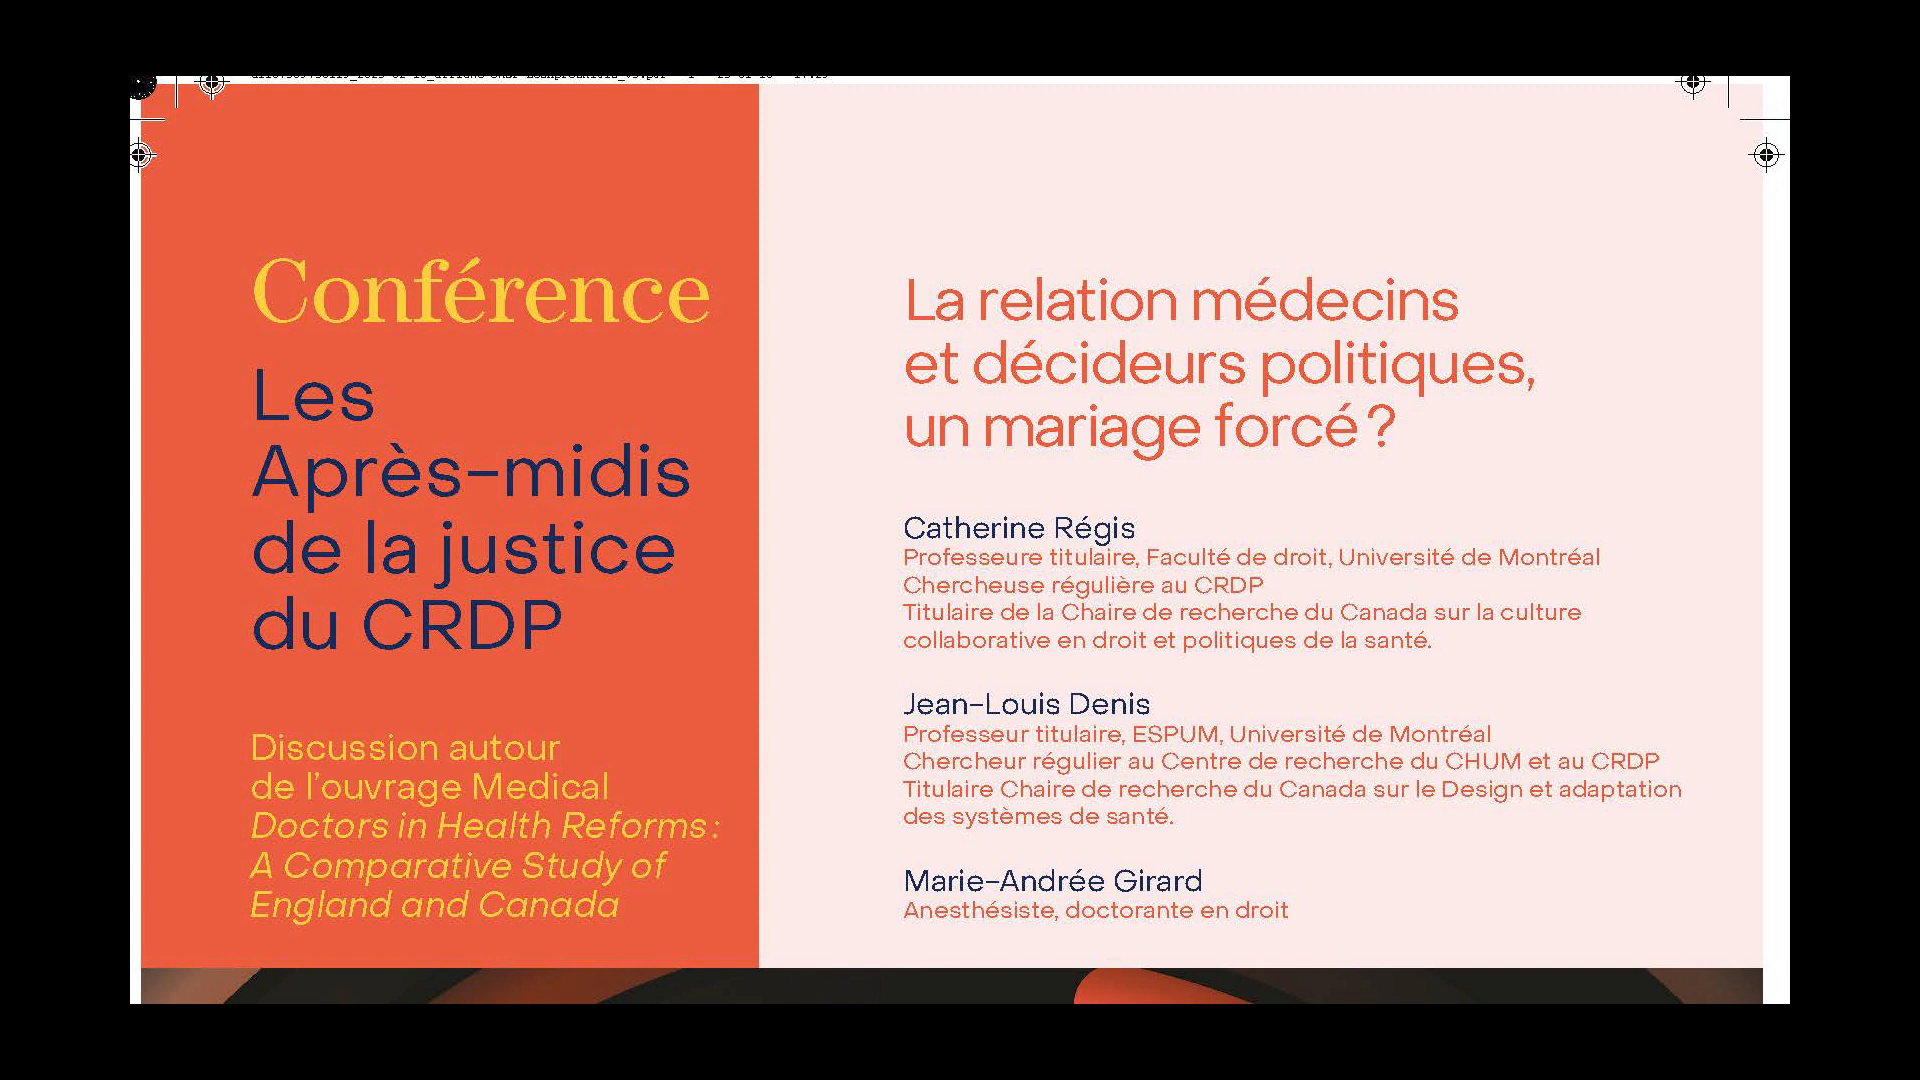 Conférence
Les
Après-midis
de la justice
du CRDP
Discussion autour
de l'ouvrage Medical
Doctors in Health Reforms :
A Comparative Study of
England and Canada
La relation médecins
et décideurs politiques,
un mariage forcé ?
Catherine Régis
Professeure titulaire, Faculté de droit, Université de Montréal
Chercheuse régulière au CRDP
Titulaire de la Chaire de recherche du Canada sur la culture
collaborative en droit et politiques de la santé.
Jean-Louis Denis
Professeur titulaire, ESPUM, Université de Montréal
Chercheur régulier au Centre de recherche du CHUM et au CRDP
Titulaire Chaire de recherche du Canada sur le Design et adaptation
des systèmes de santé.
Marie-Andrée Girard
Anesthésiste, doctorante en droit